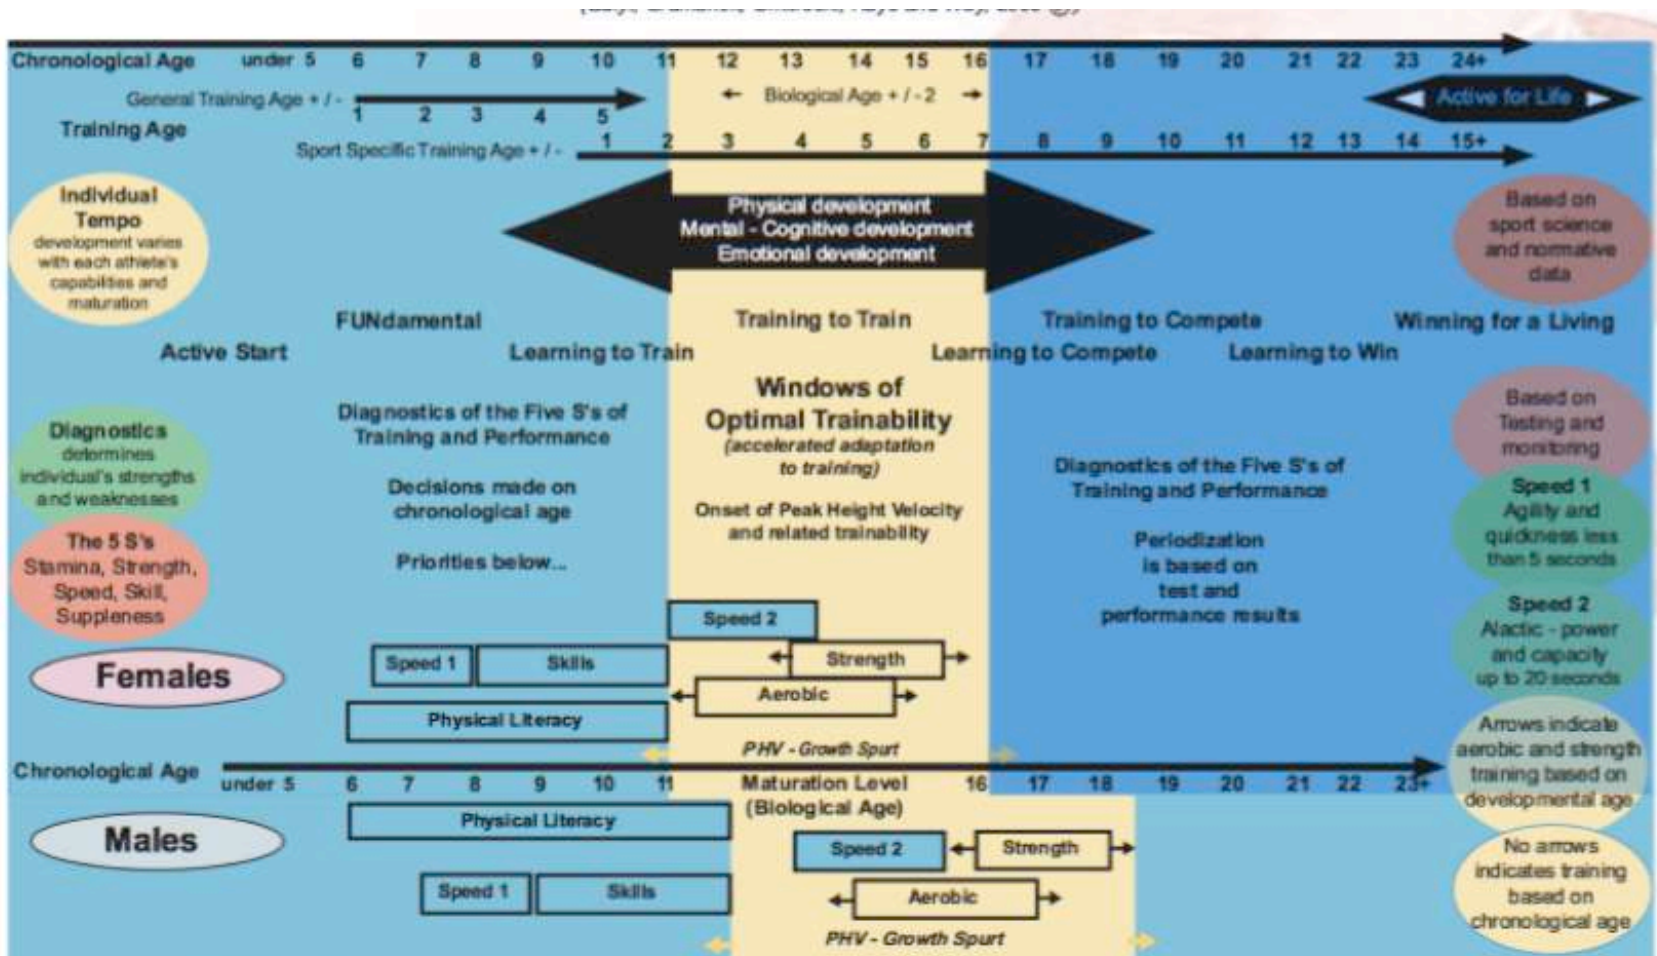 Chronological Age under 5 6 7 8 9 10 11 12 13 14 15 16 17 18 19 20 21 22 23 24+
General Training Age + / -
1 2 3 4 5
← Biological Age + / - 2 →
Active for Life
Training Age
Sport Specific Training Age + / - 1 2 3 4 5 6 7 8 9 10 11 12 13 14 15+
Individual
Tempo
development varies
with each athlete's
capabilities and
maturation
Physical development
Mental - Cognitive development
Emotional development
Based on
sport science
and normative
data
FUNdamental
Training to Train
Training to Compete
Winning for a Living
Active Start
Learning to Train
Learning to Compete
Learning to Win
Diagnostics
determines
individual's strengths
and weaknesses
The 5 S's
Stamina, Strength,
Speed, Skill,
Suppleness
Diagnostics of the Five S's of
Training and Performance
Decisions made on
chronological age
Priorities below...
Windows of
Optimal Trainability
(accelerated adaptation
to training)
Onset of Peak Height Velocity
and related trainability
Diagnostics of the Five S's of
Training and Performance
Periodization
is based on
test and
performance results
Based on
Testing and
monitoring
Speed 1
Agility and
quickness less
than 5 seconds
Speed 2
Alactic - power
and capacity
up to 20 seconds
Arrows indicate
aerobic and strength
training based on
developmental age
No arrows
indicates training
based on
chronological age
Females
Speed 2
Speed 1
Skills
Strength
Aerobic
Physical Literacy
PHV - Growth Spurt
Chronological Age under 5 6 7 8 9 10 11 Maturation Level 16 17 18 19 20 21 22 23+
(Biological Age)
Males
Physical Literacy
Speed 2
Strength
Speed 1
Skills
Aerobic
PHV - Growth Spurt